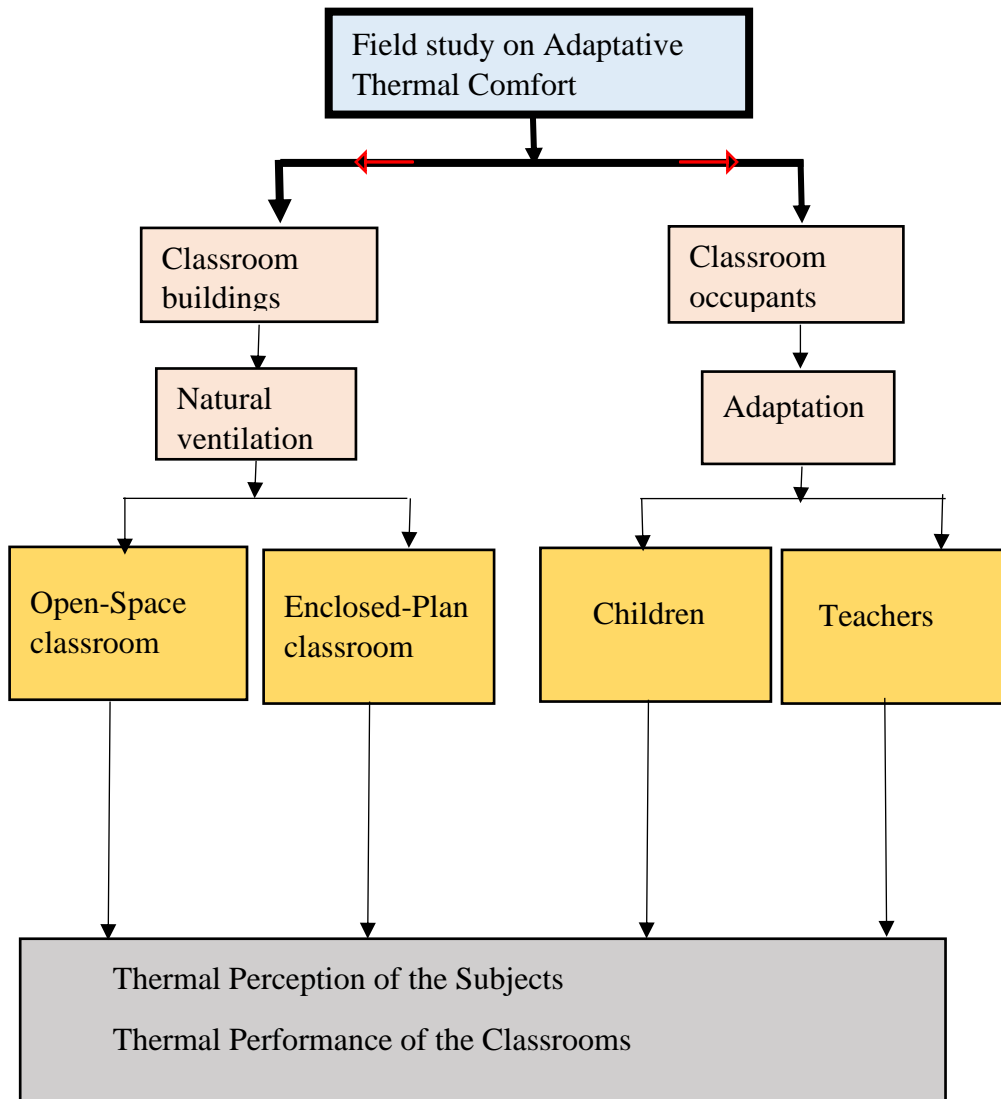 Field study on Adaptative
Thermal Comfort
Classroom
buildings
Classroom
occupants
Natural
ventilation
Adaptation
Open-Space
classroom
Enclosed-Plan
classroom
Children
Teachers
Thermal Perception of the Subjects
Thermal Performance of the Classrooms